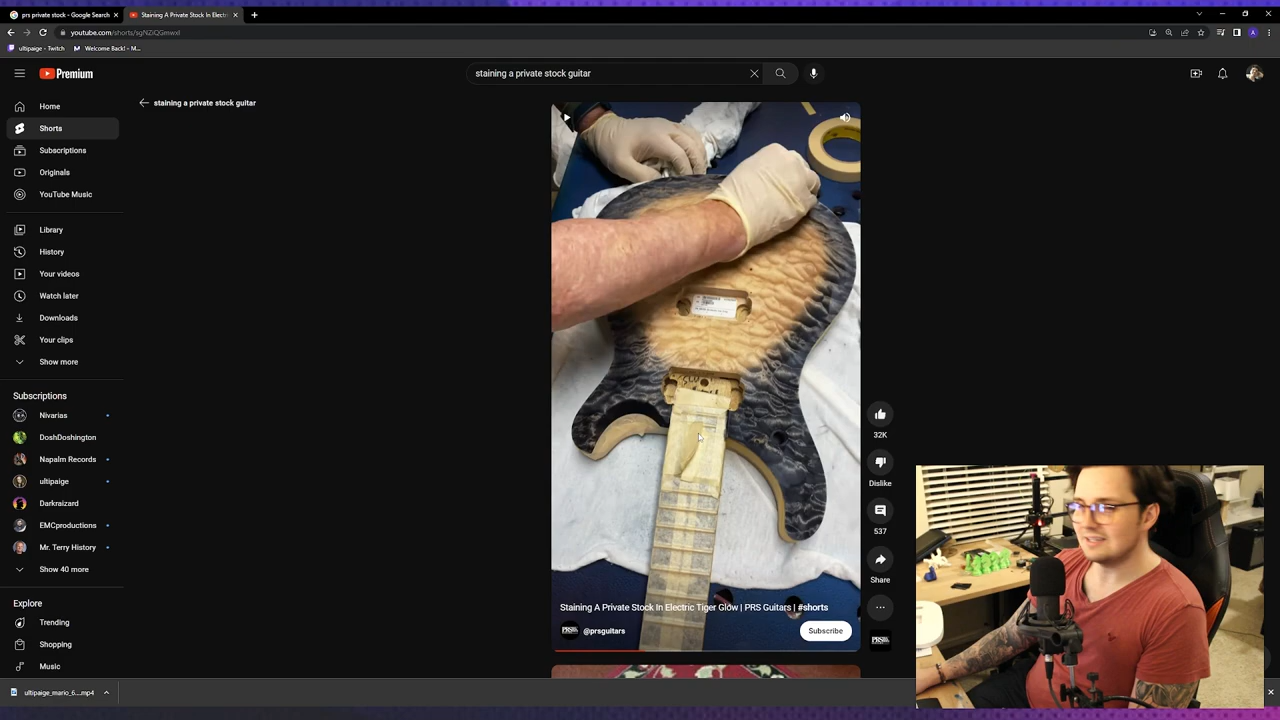 prs private stock - Google Search
Staining A Private Stock In Electr
youtube.com/shorts/sgNZiQGmwxI
ultipaige - Twitch
Welcome Back! - M...
Premium
staining a private stock guitar
Home
Shorts
Subscriptions
Originals
YouTube Music
Library
History
Your videos
Watch later
Downloads
Your clips
Show more
Subscriptions
Nivarias
DoshDoshington
Napalm Records
ultipaige
Darkraizard
EMCproductions
Mr. Terry History
Show 40 more
Explore
Trending
Shopping
Music
staining a private stock guitar
32K
Dislike
537
Share
Staining A Private Stock In Electric Tiger Glow | PRS Guitars | #shorts
PRS
@prsguitars
Subscribe
PRS
ultipaige_mario_6....mp4